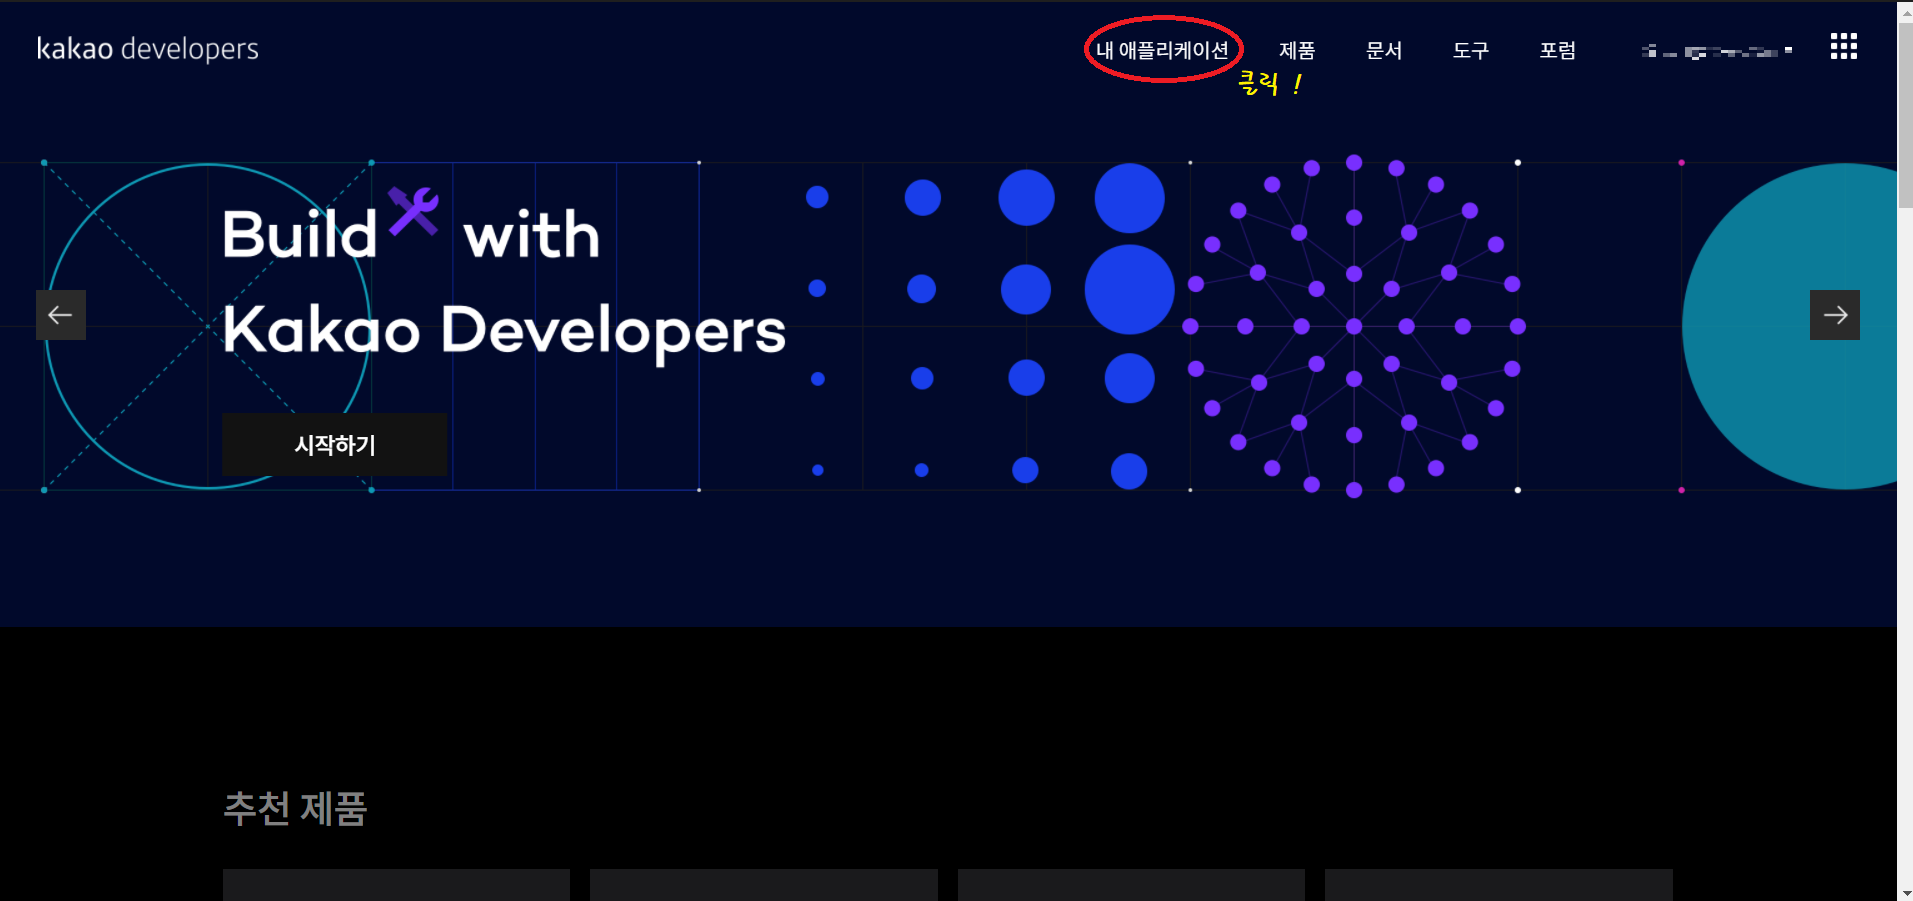 kakao developers
내 애플리케이션 제품 문서 도구 포럼
클릭 !
Build with
Kakao Developers
시작하기
추천 제품